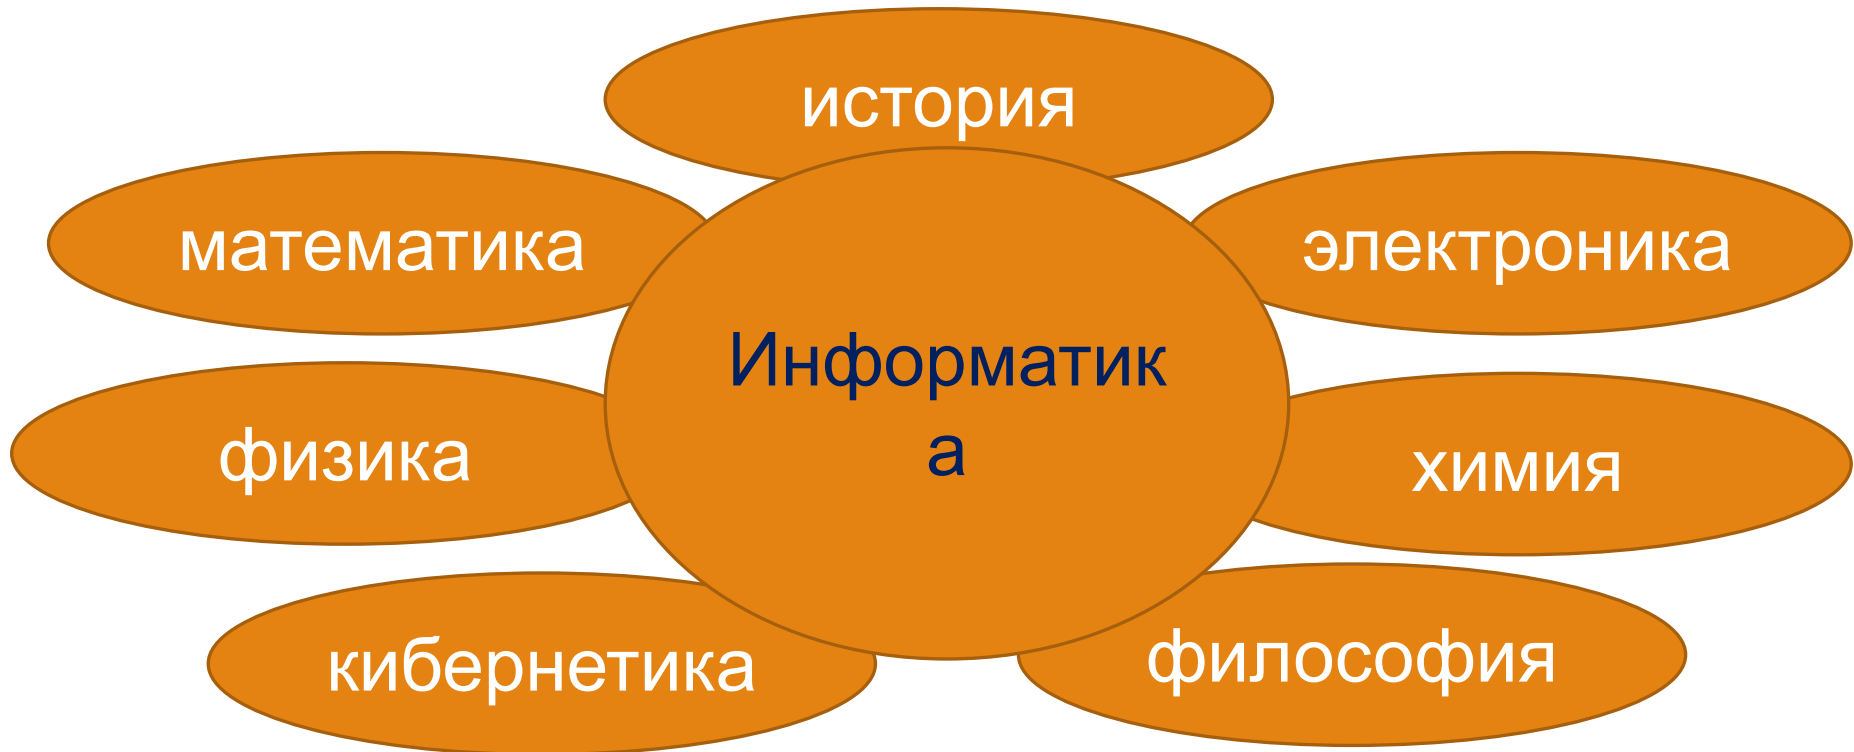 история
математика
электроника
Информатик
а
физика
химия
кибернетика
философия